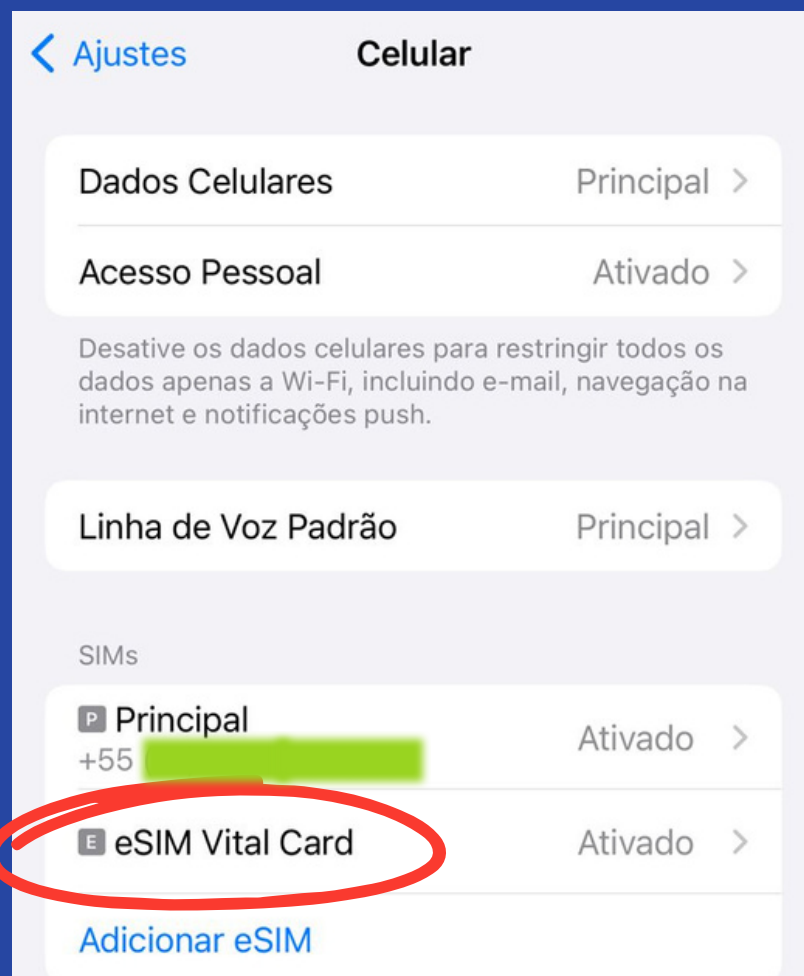 Ajustes Celular
Dados Celulares Principal
Acesso Pessoal Ativado
Desative os dados celulares para restringir todos os
dados apenas a Wi-Fi, incluindo e-mail, navegação na
internet e notificações push.
Linha de Voz Padrão Principal
SIMs
P Principal
Ativado
+55
E eSIM Vital Card Ativado
Adicionar eSIM